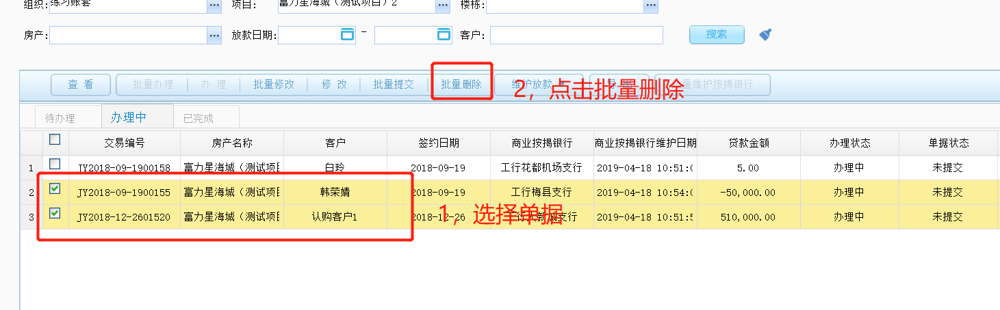 组织: 练习账套 ... 项目: 富力星海城（测试项目）2 ... 楼栋: ...
房产: ... 放款日期: - 客户: 搜索
查 看 批量办理 办 理 批量修改 修 改 批量提交 批量删除 维护放款 量维护按揭银行
2，点击批量删除
待办理 办理中 已完成
交易编号 房产名称 客户 签约日期 商业按揭银行 商业按揭银行维护日期 贷款金额 办理状态 单据状态
1 JY2018-09-1900158 富力星海城（测试项 白玲 2018-09-19 工行花都机场支行 2019-04-18 10:51: 5.00 办理中 未提交
2 JY2018-09-1900155 富力星海城（测试项 韩荣婧 2018-09-19 工行梅县支行 2019-04-18 10:54: -50,000.00 办理中 未提交
3 JY2018-12-2601520 富力星海城（测试项 认购客户1 2018-12-26 支行 2019-04-18 10:51: 510,000.00 办理中 未提交
1，选择单据